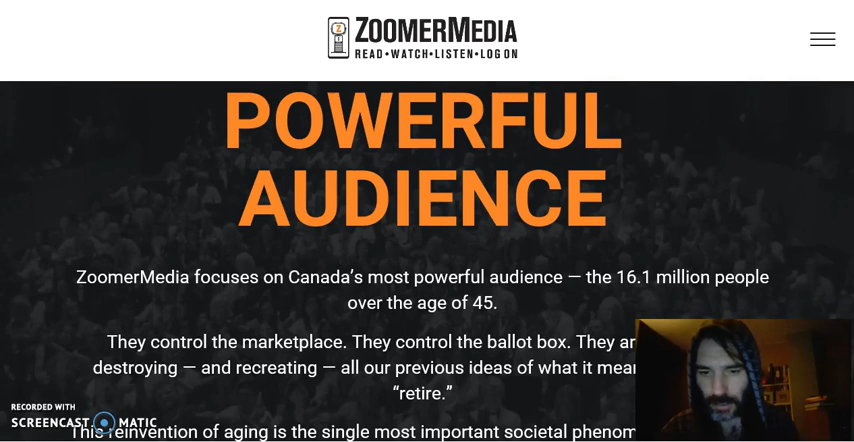 ZOOMERMEDIA
READ•WATCH•LISTEN•LOG ON
POWERFUL
AUDIENCE
ZoomerMedia focuses on Canada’s most powerful audience — the 16.1 million people
over the age of 45.
They control the marketplace. They control the ballot box. They
destroying — and recreating — all our previous ideas of what it
“retire.”
RECORDED WITH
SCREENCAST MATIC
This reinvention of aging is the single most important societal